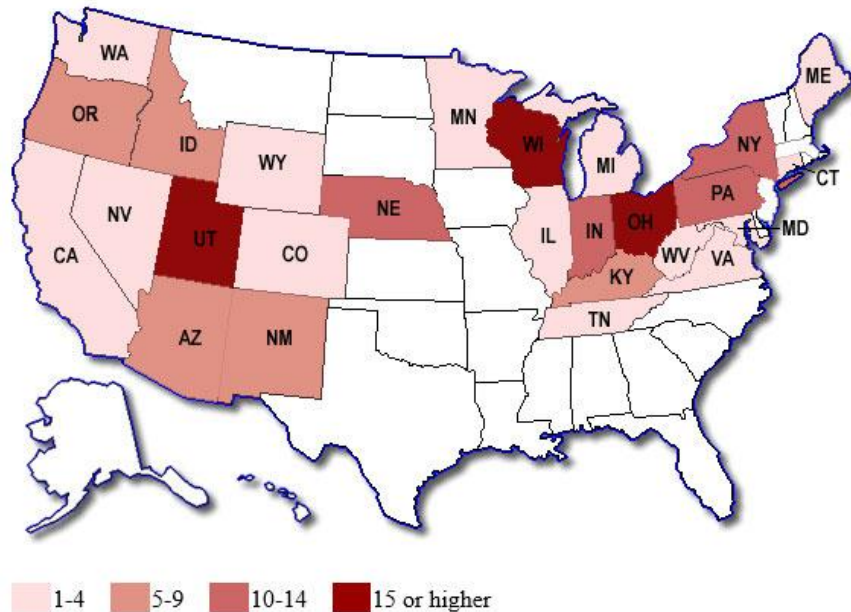 WA
ME
OR
MN
ID
WI
NY
WY
MI
CT
PA
NE
NV
IN
OH
IL
MD
UT
CO
WV
CA
VA
KY
TN
AZ
NM
1-4
5-9
10-14
15 or higher